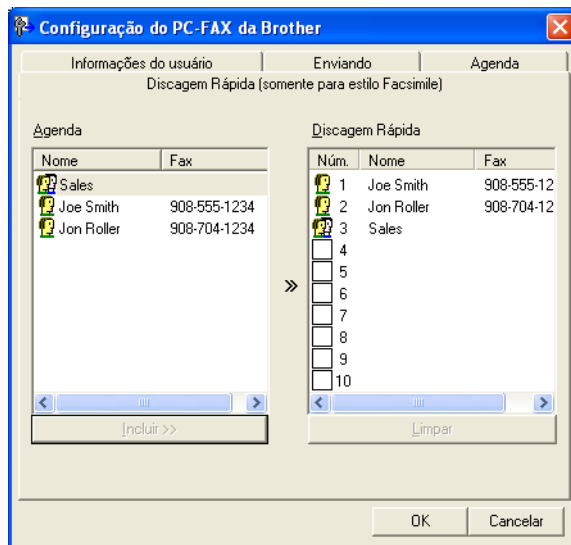 Configuração do PC-FAX da Brother
Informações do usuário Enviando Agenda
Discagem Rápida (somente para estilo Facsimile)
Agenda
Nome Fax
Sales
Joe Smith 908-555-1234
Jon Roller 908-704-1234
Incluir >>
»
Discagem Rápida
Núm. Nome Fax
1 Joe Smith 908-555-12
2 Jon Roller 908-704-12
3 Sales
4
5
6
7
8
9
10
Limpar
OK Cancelar